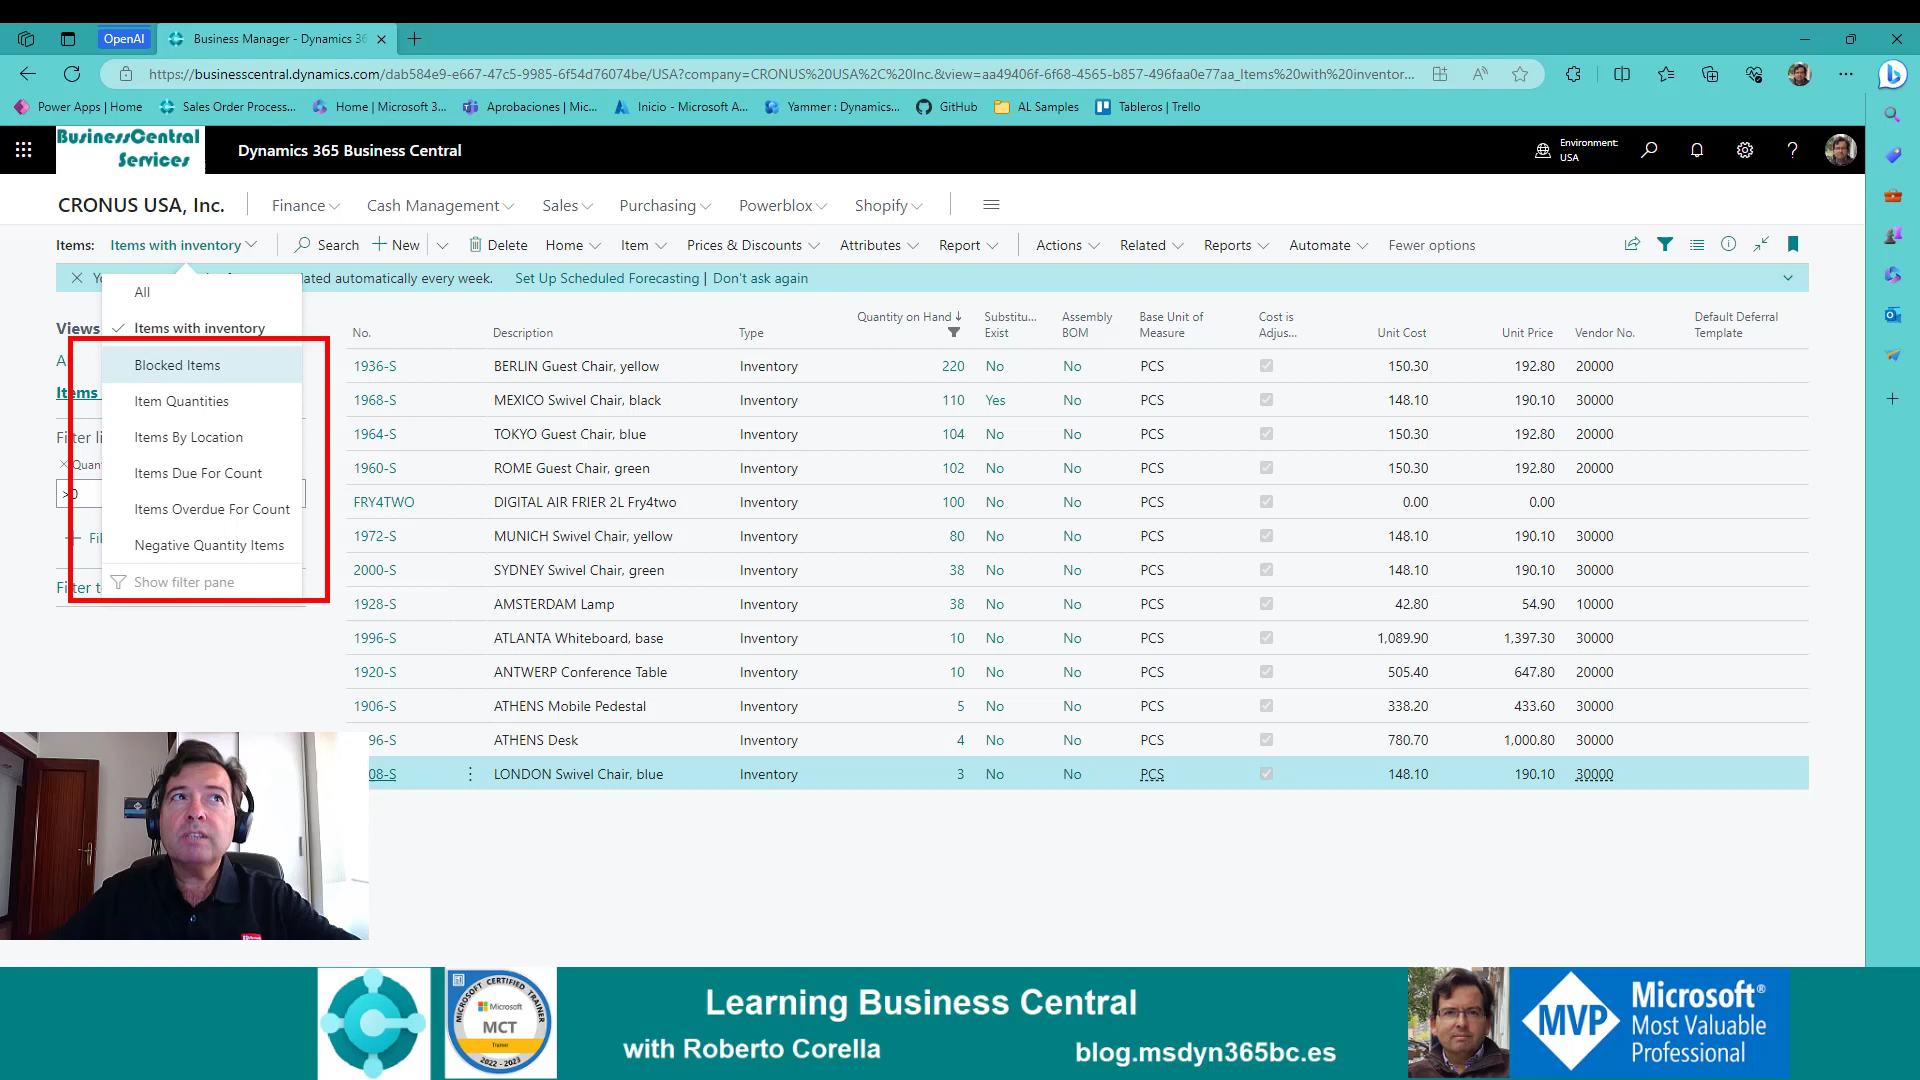 OpenAI
Business Manager - Dynamics 36
https://businesscentral.dynamics.com/dab584e9-e667-47c5-9985-6f54d76074be/USA?company=CRONUS%20USA%2C%20Inc.&view=aa49406f-6f68-4565-b857-496faa0e77aa_Items%20with%20inventor...
Power Apps | Home
Sales Order Process...
Home | Microsoft 3...
Aprobaciones | Mic...
Inicio - Microsoft A...
Yammer : Dynamics...
GitHub
AL Samples
Tableros | Trello
BusinessCentral
Services
Dynamics 365 Business Central
Environment:
USA
CRONUS USA, Inc.
Finance
Cash Management
Sales
Purchasing
Powerblox
Shopify
Items:
Items with inventory
Search
New
Delete
Home
Item
Prices & Discounts
Attributes
Report
Actions
Related
Reports
Automate
Fewer options
dated automatically every week.
Set Up Scheduled Forecasting | Don't ask again
All
Items with inventory
Blocked Items
Item Quantities
Items By Location
Items Due For Count
Items Overdue For Count
Negative Quantity Items
Show filter pane
Views
A
Items
Filter li
Quant
>0
Fil
Filter t
No. Description Type Quantity on Hand Substitu... Exist Assembly BOM Base Unit of Measure Cost is Adjus... Unit Cost Unit Price Vendor No. Default Deferral Template
1936-S BERLIN Guest Chair, yellow Inventory 220 No No PCS 150.30 192.80 20000
1968-S MEXICO Swivel Chair, black Inventory 110 Yes No PCS 148.10 190.10 30000
1964-S TOKYO Guest Chair, blue Inventory 104 No No PCS 150.30 192.80 20000
1960-S ROME Guest Chair, green Inventory 102 No No PCS 150.30 192.80 20000
FRY4TWO DIGITAL AIR FRIER 2L Fry4two Inventory 100 No No PCS 0.00 0.00
1972-S MUNICH Swivel Chair, yellow Inventory 80 No No PCS 148.10 190.10 30000
2000-S SYDNEY Swivel Chair, green Inventory 38 No No PCS 148.10 190.10 30000
1928-S AMSTERDAM Lamp Inventory 38 No No PCS 42.80 54.90 10000
1996-S ATLANTA Whiteboard, base Inventory 10 No No PCS 1,089.90 1,397.30 30000
1920-S ANTWERP Conference Table Inventory 10 No No PCS 505.40 647.80 20000
1906-S ATHENS Mobile Pedestal Inventory 5 No No PCS 338.20 433.60 30000
96-S ATHENS Desk Inventory 4 No No PCS 780.70 1,000.80 30000
08-S LONDON Swivel Chair, blue Inventory 3 No No PCS 148.10 190.10 30000
MICROSOFT CERTIFIED TRAINER
Microsoft
MCT
Trainer
2022 - 2023
Learning Business Central
with Roberto Corella
blog.msdyn365bc.es
MVP
Microsoft®
Most Valuable
Professional